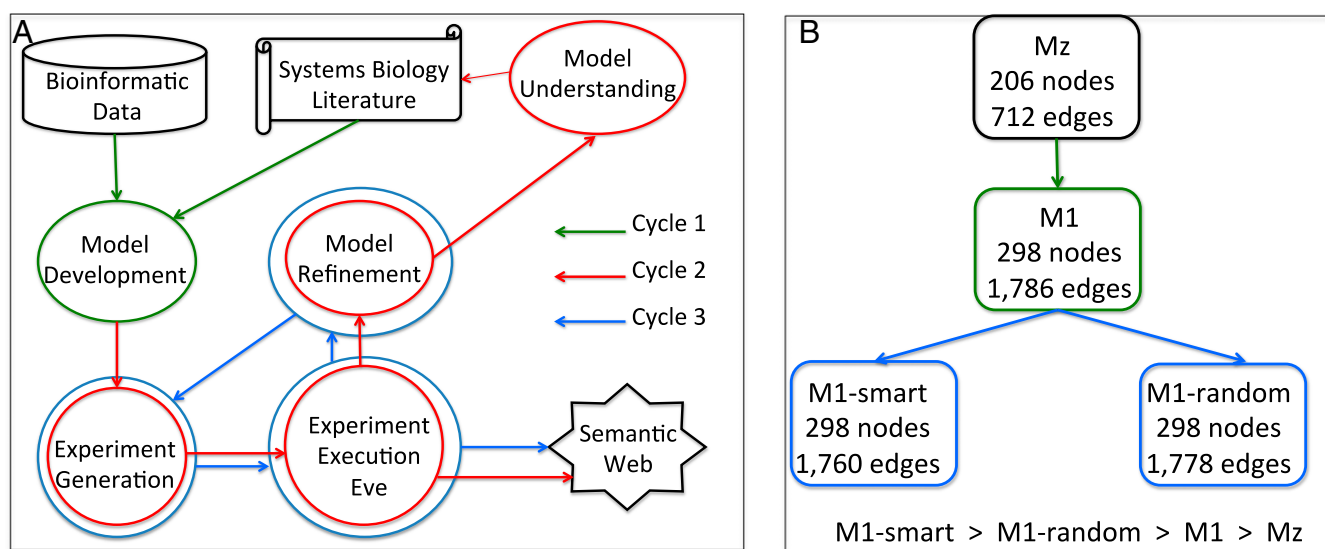 A
Bioinformatic
Data
Systems Biology
Literature
Model
Understanding
Model
Development
Model
Refinement
Cycle 1
Cycle 2
Cycle 3
Experiment
Generation
Experiment
Execution
Eve
Semantic
Web
B
Mz
206 nodes
712 edges
M1
298 nodes
1,786 edges
M1-smart
298 nodes
1,760 edges
M1-random
298 nodes
1,778 edges
M1-smart > M1-random > M1 > Mz